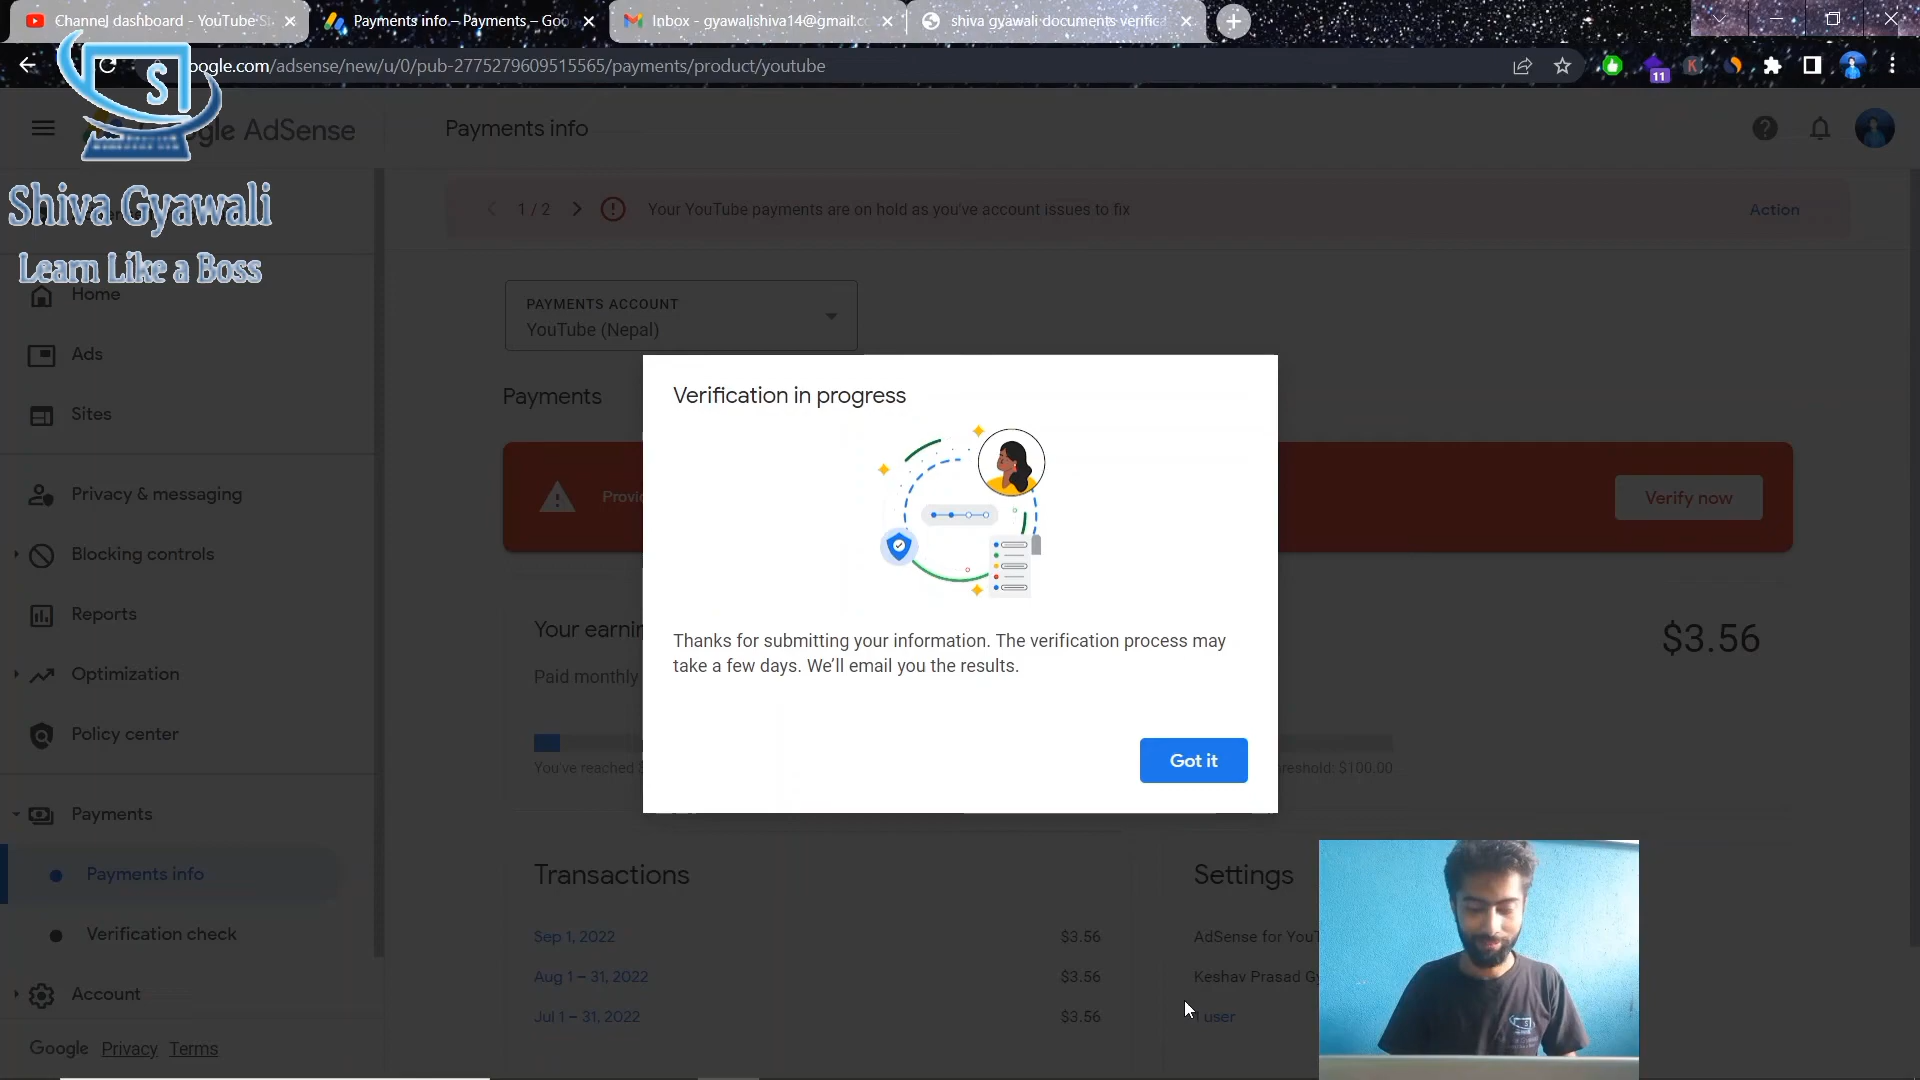 Channel dashboard - YouTube St
Payments info – Payments – Goo
Inbox - gyawalishiva14@gmail.co
shiva gyawali documents verifica
oogle.com/adsense/new/u/0/pub-2775279609515565/payments/product/youtube
11
K
S
gle AdSense
Payments info
Shiva Gyawali
Learn Like a Boss
1 / 2
Your YouTube payments are on hold as you've account issues to fix
Action
Home
Ads
Sites
Privacy & messaging
Blocking controls
Reports
Optimization
Policy center
Payments
Payments info
Verification check
Account
Google Privacy Terms
PAYMENTS ACCOUNT
YouTube (Nepal)
Payments
Provi
Verify now
Your earnin
$3.56
Paid monthly
You've reached
reshold: $100.00
Verification in progress
Thanks for submitting your information. The verification process may
take a few days. We'll email you the results.
Got it
Transactions
Sep 1, 2022 $3.56
Aug 1 – 31, 2022 $3.56
Jul 1 – 31, 2022 $3.56
Settings
AdSense for YouT
Keshav Prasad Gy
user